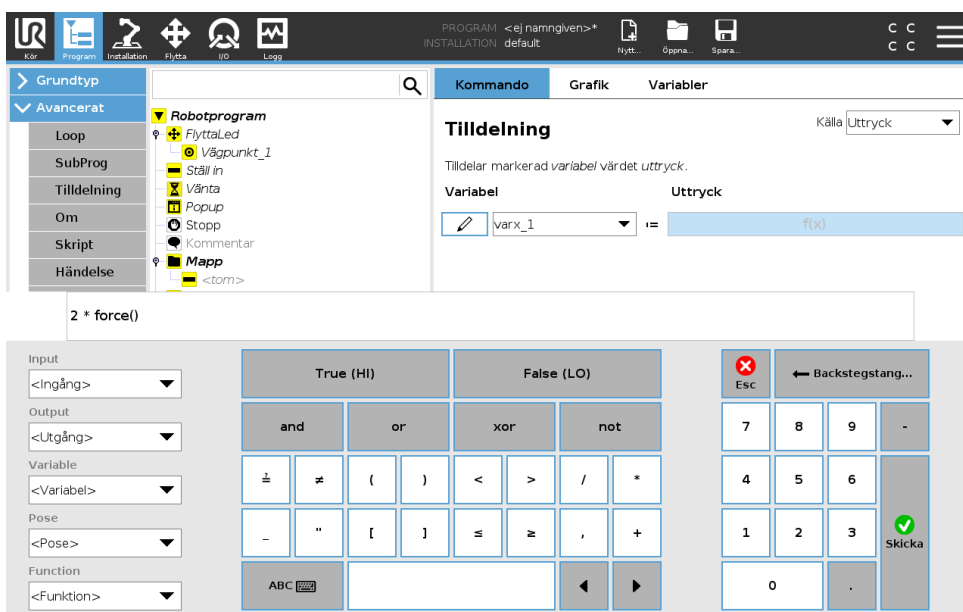 PROGRAM <ej namngiven>*
INSTALLATION default
Kör Program Installation Flytta I/O Logg Nytt... Öppna... Spara...
C C
C C
Grundtyp
Avancerat
Loop
SubProg
Tilldelning
Om
Skript
Händelse
Robotprogram
FlyttaLed
Vägpunkt_1
Ställ in
Vänta
Popup
Stopp
Kommentar
Mapp
<tom>
Kommando Grafik Variabler
Tilldelning
Källa Uttryck
Tilldelar markerad variabel värdet uttryck.
Variabel Uttryck
varx_1 := f(x)
2 * force()
Input
<Ingång>
Output
<Utgång>
Variable
<Variabel>
Pose
<Pose>
Function
<Funktion>
True (HI) False (LO)
and or xor not
≟ ≠ ( ) < > / *
_ " [ ] ≤ ≥ , +
ABC
Esc Backstegstang...
7 8 9 -
4 5 6
1 2 3 Skicka
0 .